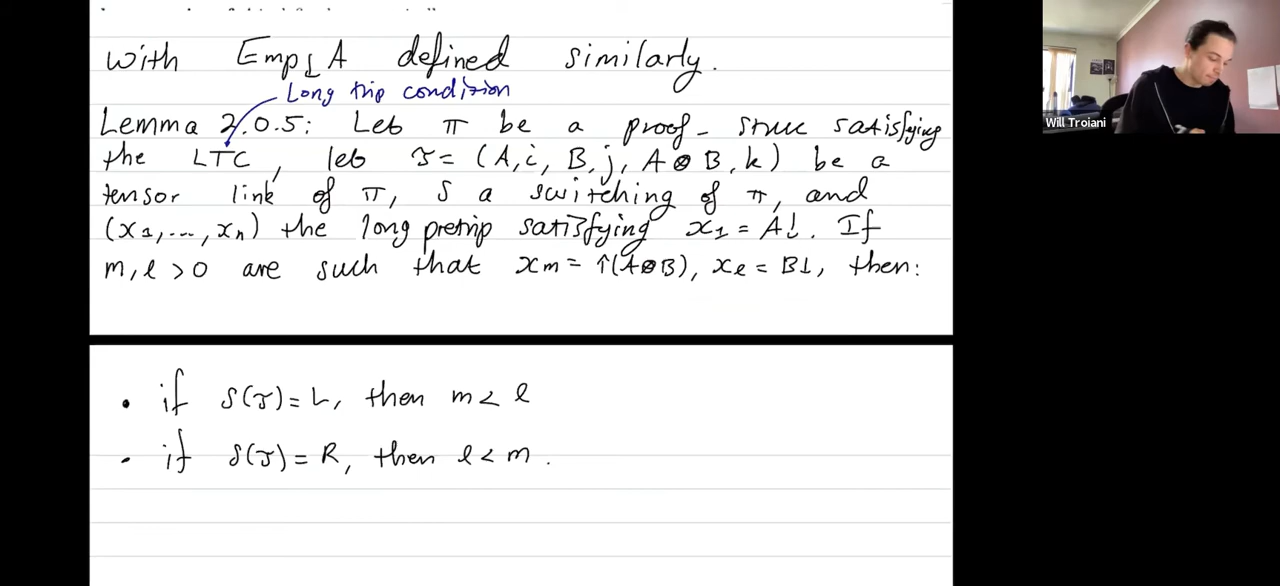 with Emp↓A defined similarly.
Long trip condition
Lemma 2.0.5: Let π be a proof-struc satisfying
the LTC, let τ = (A,i, B,j, A⊗B,k) be a
tensor link of π, S a switching of π, and
(x₁,...,xₙ) the long pretrip satisfying x₁ = A↓. If
m, l > 0 are such that xₘ = ↑(A⊗B), xₗ = B↓, then:
• if S(τ) = L, then m < l
• if S(τ) = R, then l < m.
Will Troiani